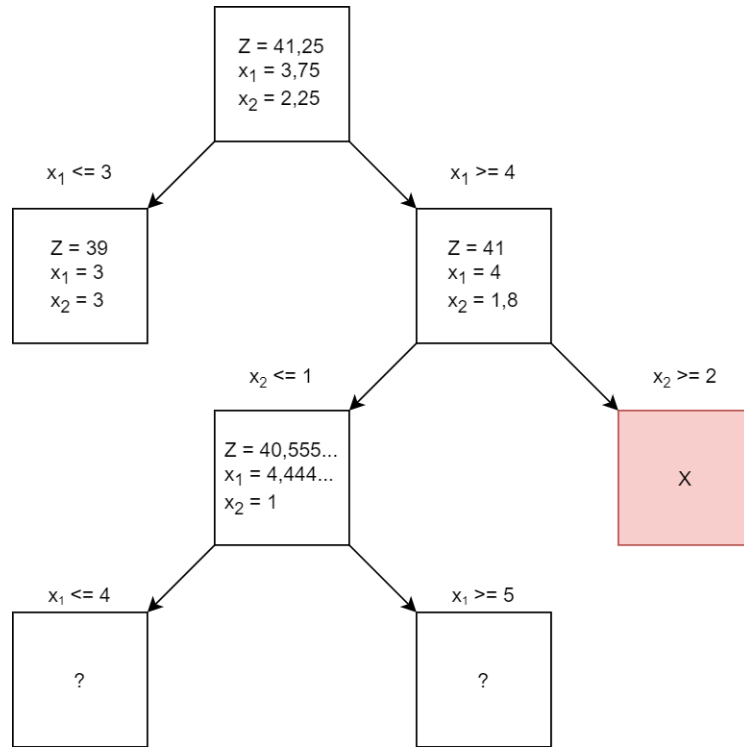 Z = 41,25
x₁ = 3,75
x₂ = 2,25
x₁ <= 3
x₁ >= 4
Z = 39
x₁ = 3
x₂ = 3
Z = 41
x₁ = 4
x₂ = 1,8
x₂ <= 1
x₂ >= 2
Z = 40,555...
x₁ = 4,444...
x₂ = 1
X
x₁ <= 4
x₁ >= 5
?
?